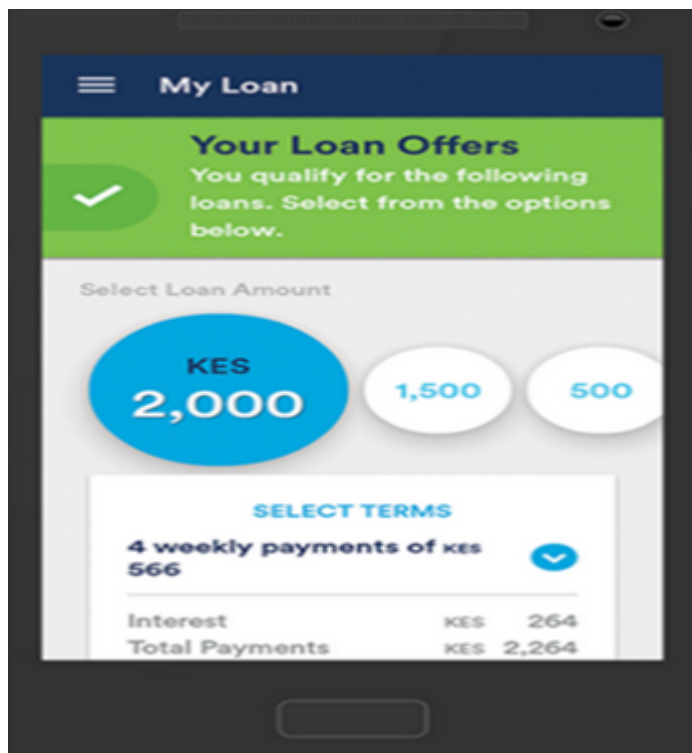 My Loan
Your Loan Offers
You qualify for the following
loans. Select from the options
below.
Select Loan Amount
KES
2,000
1,500
500
SELECT TERMS
4 weekly payments of KES
566
Interest KES 264
Total Payments KES 2,264